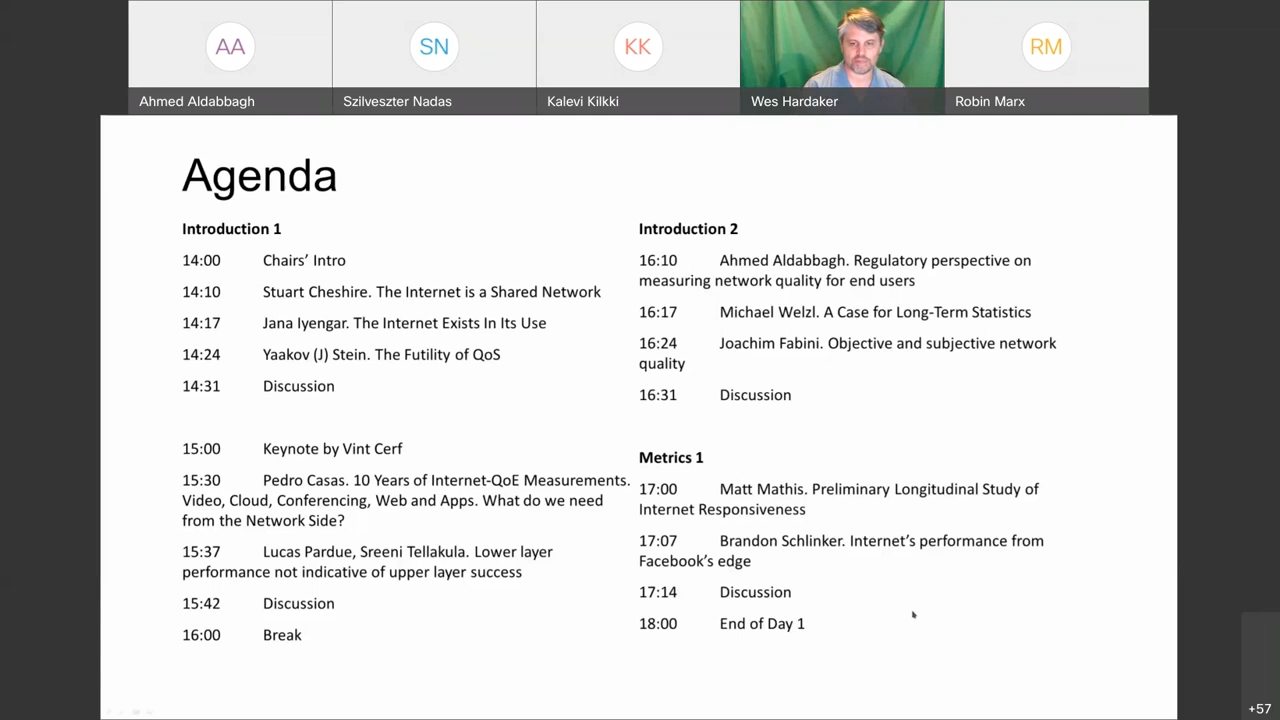 AA
SN
KK
RM
Ahmed Aldabbagh
Szilveszter Nadas
Kalevi Kilkki
Wes Hardaker
Robin Marx
Agenda
Introduction 1
14:00 Chairs’ Intro
14:10 Stuart Cheshire. The Internet is a Shared Network
14:17 Jana Iyengar. The Internet Exists In Its Use
14:24 Yaakov (J) Stein. The Futility of QoS
14:31 Discussion
15:00 Keynote by Vint Cerf
15:30 Pedro Casas. 10 Years of Internet-QoE Measurements.
Video, Cloud, Conferencing, Web and Apps. What do we need
from the Network Side?
15:37 Lucas Pardue, Sreeni Tellakula. Lower layer
performance not indicative of upper layer success
15:42 Discussion
16:00 Break
Introduction 2
16:10 Ahmed Aldabbagh. Regulatory perspective on
measuring network quality for end users
16:17 Michael Welzl. A Case for Long-Term Statistics
16:24 Joachim Fabini. Objective and subjective network
quality
16:31 Discussion
Metrics 1
17:00 Matt Mathis. Preliminary Longitudinal Study of
Internet Responsiveness
17:07 Brandon Schlinker. Internet’s performance from
Facebook’s edge
17:14 Discussion
18:00 End of Day 1
+57